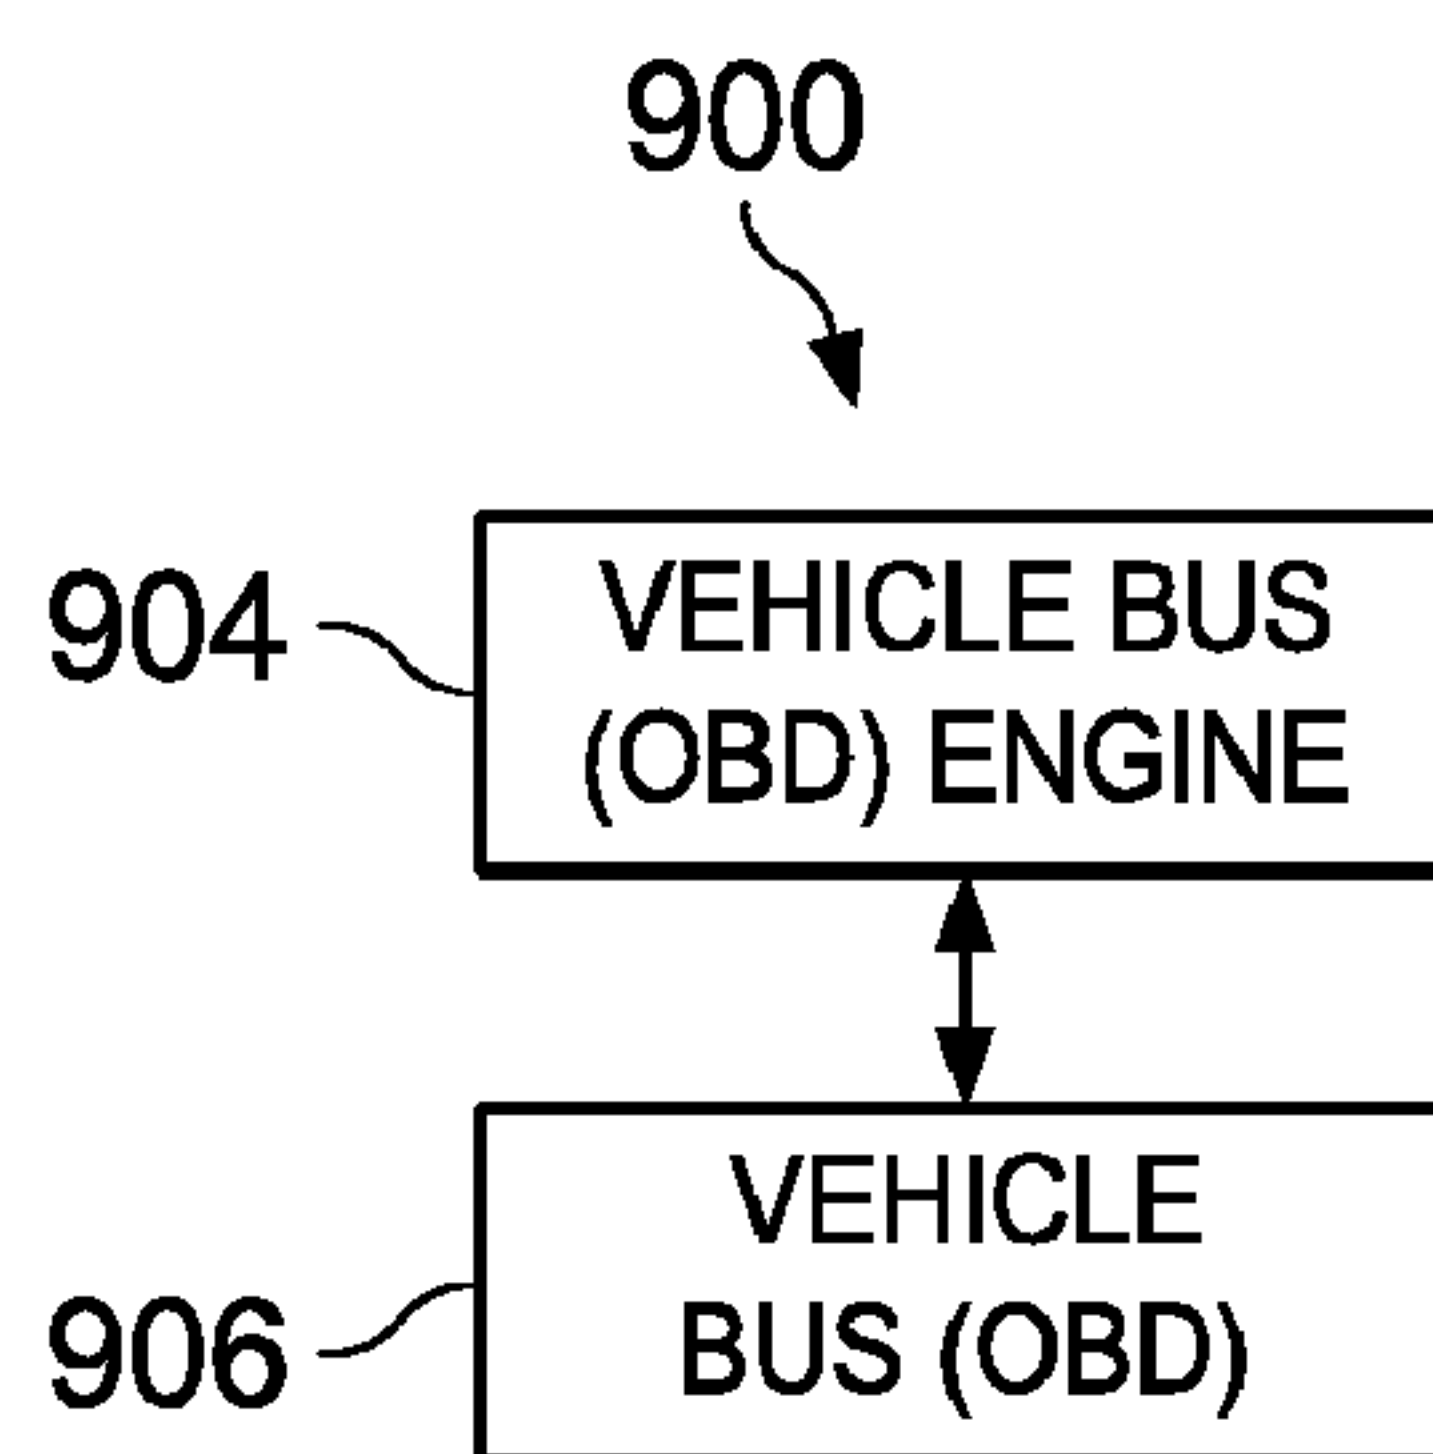 900
904
VEHICLE BUS
(OBD) ENGINE
906
VEHICLE
BUS (OBD)